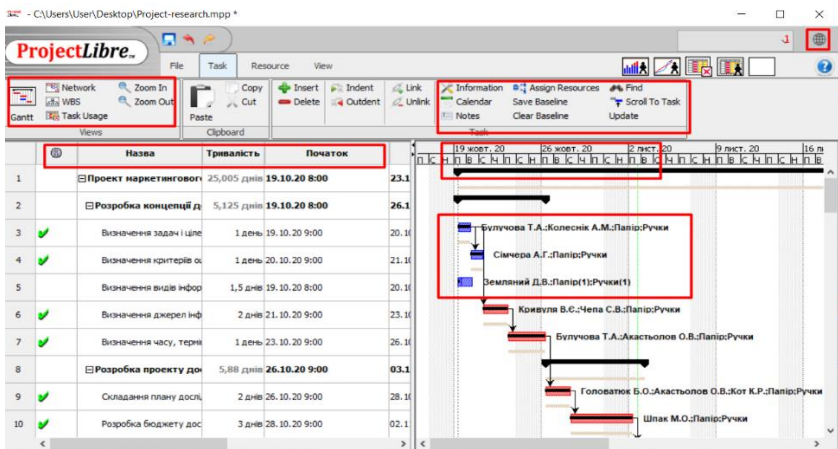 - C:\Users\User\Desktop\Project-research.mpp *
ProjectLibre
File Task Resource View
Gantt
Network
WBS
Task Usage
Zoom In
Zoom Out
Views
Paste
Copy
Cut
Clipboard
Insert
Delete
Indent
Outdent
Link
Unlink
Information
Calendar
Notes
Assign Resources
Save Baseline
Clear Baseline
Find
Scroll To Task
Update
Task
Назва Тривалість Початок
19 жовт. 20 26 жовт. 20 2 лист. 20 9 лист. 20
1 Проект маркетингового 25,005 днів 19.10.20 8:00 23.1
2 Розробка концепції д 5,125 днів 19.10.20 8:00 26.1
3 Визначення задач і ціле 1 день 19.10.20 9:00 20.10 Булучова Т.А.;Колеснік А.М.;Папір;Ручки
4 Визначення критеріїв оц 1 день 20.10.20 9:00 21.10 Сімчера А.Г.;Папір;Ручки
5 Визначення видів інфор 1,5 днів 19.10.20 8:00 20.10 Земляний Д.В.;Папір(1);Ручки(1)
6 Визначення джерел інф 2 днів 21.10.20 9:00 23.10 Кривуля В.Є.;Чепа С.В.;Папір;Ручки
7 Визначення часу, термі 1 день 23.10.20 9:00 26.10 Булучова Т.А.;Акастьолов О.В.;Папір;Ручки
8 Розробка проекту до 5,88 днів 26.10.20 9:00 03.1
9 Складання плану дослі 2 днів 26.10.20 9:00 28.10 Головатюк Б.О.;Акастьолов О.В.;Кот К.Р.;Папір;Ручки
10 Розробка бюджету дос 3 днів 28.10.20 9:00 02.1 Шпак М.О.;Папір;Ручки